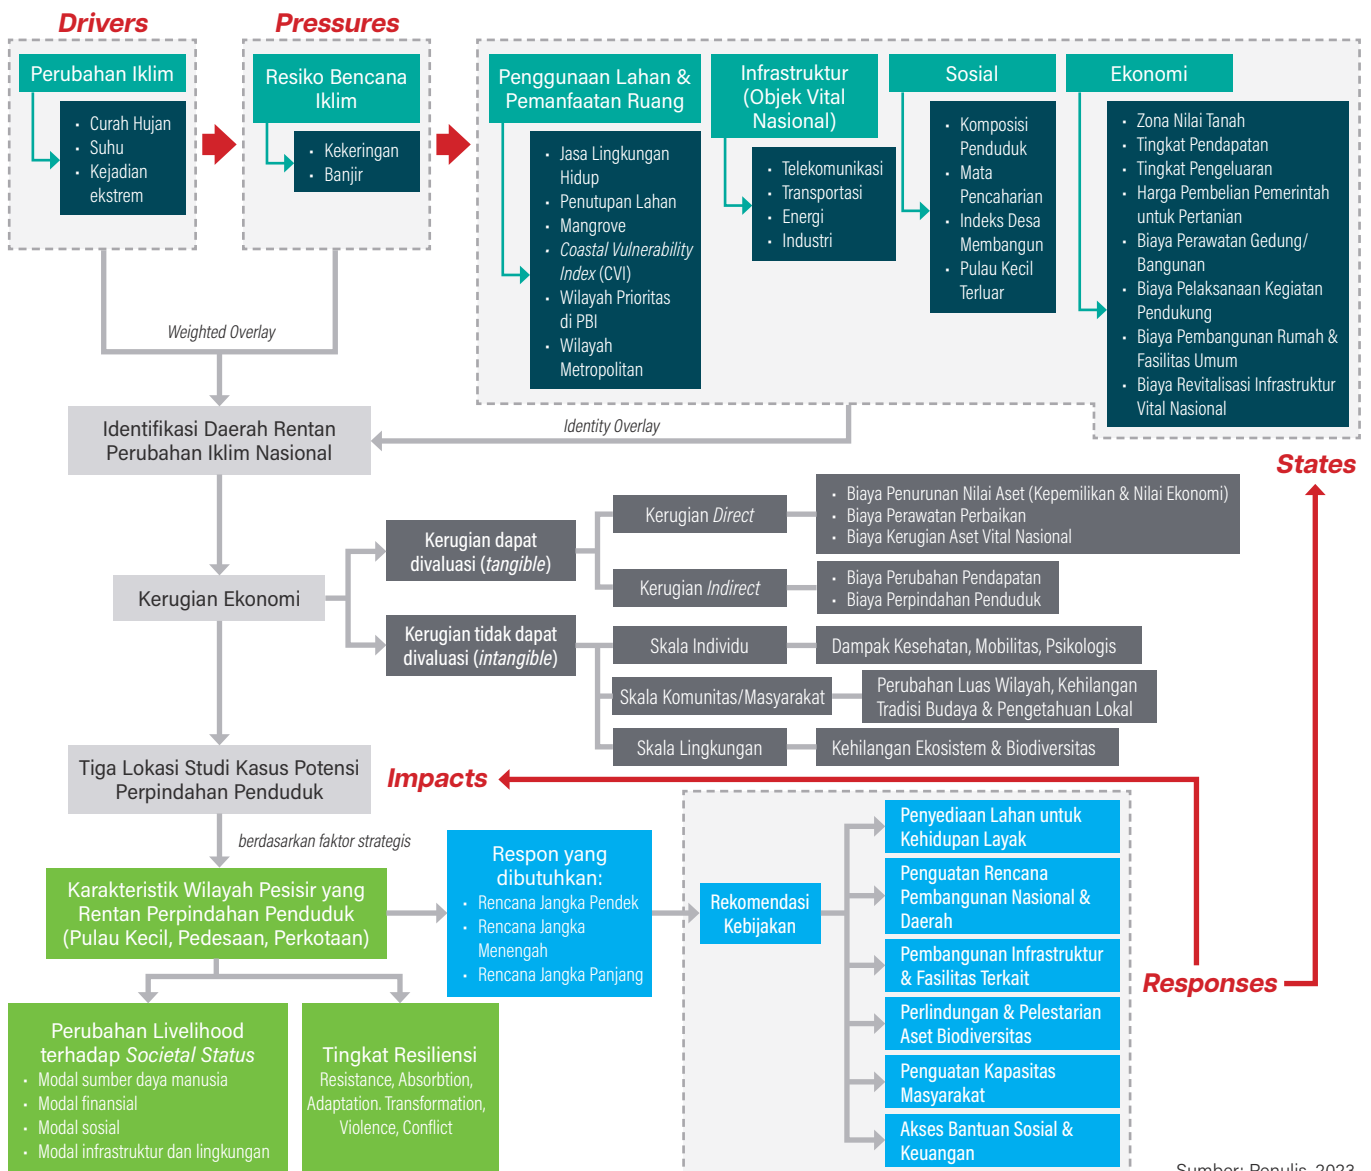 Drivers
Perubahan Iklim
• Curah Hujan
• Suhu
• Kejadian
ekstrem
Pressures
Resiko Bencana
Iklim
• Kekeringan
• Banjir
Penggunaan Lahan &
Pemanfaatan Ruang
• Jasa Lingkungan
Hidup
• Penutupan Lahan
• Mangrove
• Coastal Vulnerability
Index (CVI)
• Wilayah Prioritas
di PBI
• Wilayah
Metropolitan
Infrastruktur
(Objek Vital
Nasional)
• Telekomunikasi
• Transportasi
• Energi
• Industri
Sosial
• Komposisi
Penduduk
• Mata
Pencaharian
• Indeks Desa
Membangun
• Pulau Kecil
Terluar
Ekonomi
• Zona Nilai Tanah
• Tingkat Pendapatan
• Tingkat Pengeluaran
• Harga Pembelian Pemerintah
untuk Pertanian
• Biaya Perawatan Gedung/
Bangunan
• Biaya Pelaksanaan Kegiatan
Pendukung
• Biaya Pembangunan Rumah &
Fasilitas Umum
• Biaya Revitalisasi Infrastruktur
Vital Nasional
States
Weighted Overlay
Identity Overlay
Identifikasi Daerah Rentan
Perubahan Iklim Nasional
Kerugian Ekonomi
Kerugian dapat
divaluasi (tangible)
Kerugian Direct
• Biaya Penurunan Nilai Aset (Kepemilikan & Nilai Ekonomi)
• Biaya Perawatan Perbaikan
• Biaya Kerugian Aset Vital Nasional
Kerugian Indirect
• Biaya Perubahan Pendapatan
• Biaya Perpindahan Penduduk
Kerugian tidak dapat
divaluasi (intangible)
Skala Individu
Dampak Kesehatan, Mobilitas, Psikologis
Skala Komunitas/Masyarakat
Perubahan Luas Wilayah, Kehilangan
Tradisi Budaya & Pengetahuan Lokal
Skala Lingkungan
Kehilangan Ekosistem & Biodiversitas
Tiga Lokasi Studi Kasus Potensi
Perpindahan Penduduk
Impacts
berdasarkan faktor strategis
Karakteristik Wilayah Pesisir yang
Rentan Perpindahan Penduduk
(Pulau Kecil, Pedesaan, Perkotaan)
Perubahan Livelihood
terhadap Societal Status
• Modal sumber daya manusia
• Modal finansial
• Modal sosial
• Modal infrastruktur dan lingkungan
Tingkat Resiliensi
Resistance, Absorbtion,
Adaptation. Transformation,
Violence, Conflict
Respon yang
dibutuhkan:
• Rencana Jangka Pendek
• Rencana Jangka
Menengah
• Rencana Jangka Panjang
Rekomendasi
Kebijakan
Penyediaan Lahan untuk
Kehidupan Layak
Penguatan Rencana
Pembangunan Nasional &
Daerah
Pembangunan Infrastruktur
& Fasilitas Terkait
Perlindungan & Pelestarian
Aset Biodiversitas
Penguatan Kapasitas
Masyarakat
Akses Bantuan Sosial &
Keuangan
Responses
Sumber: Penulis, 2023